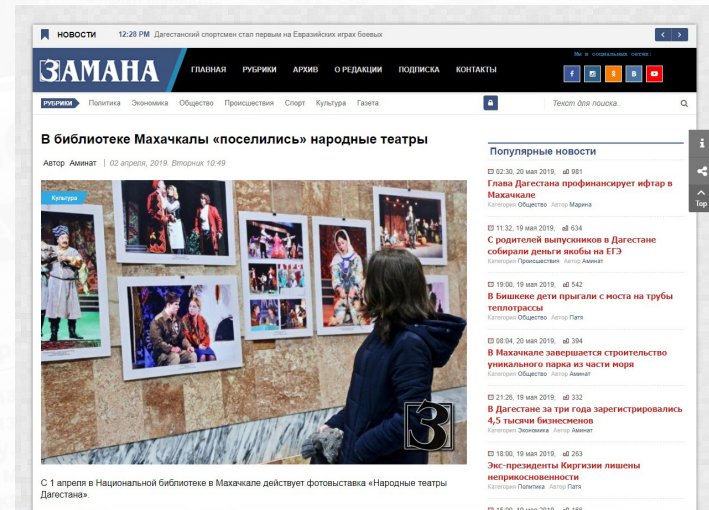 НОВОСТИ 12:28 PM Дагестанский спортсмен стал первым на Евразийских играх боевых
Мы в социальных сетях:
ЗАМАНА ГЛАВНАЯ РУБРИКИ АРХИВ О РЕДАКЦИИ ПОДПИСКА КОНТАКТЫ
РУБРИКИ Политика Экономика Общество Происшествия Спорт Культура Газета Текст для поиска..
В библиотеке Махачкалы «поселились» народные театры
Автор Аминат | 02 апреля, 2019 Вторник 10:49
Культура
З
С 1 апреля в Национальной библиотеке в Махачкале действует фотовыставка «Народные театры
Дагестана».
Популярные новости
02:30, 20 мая 2019, 981
Глава Дагестана профинансирует ифтар в
Махачкале
Категория Общество Автор Марина
11:32, 19 мая 2019, 634
С родителей выпускников в Дагестане
собирали деньги якобы на ЕГЭ
Категория Происшествия Автор Аминат
19:00, 19 мая 2019, 542
В Бишкеке дети прыгали с моста на трубы
теплотрассы
Категория Общество Автор Патя
08:04, 20 мая 2019, 394
В Махачкале завершается строительство
уникального парка из части моря
Категория Общество Автор Аминат
21:26, 19 мая 2019, 332
В Дагестане за три года зарегистрировались
4,5 тысячи бизнесменов
Категория Экономика Автор Аминат
18:00, 19 мая 2019, 263
Экс-президенты Киргизии лишены
неприкосновенности
Категория Политика Автор Патя
Top